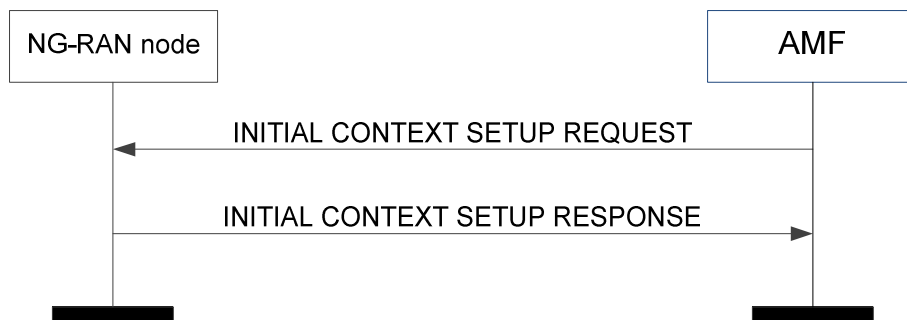 NG-RAN node
AMF
INITIAL CONTEXT SETUP REQUEST
INITIAL CONTEXT SETUP RESPONSE